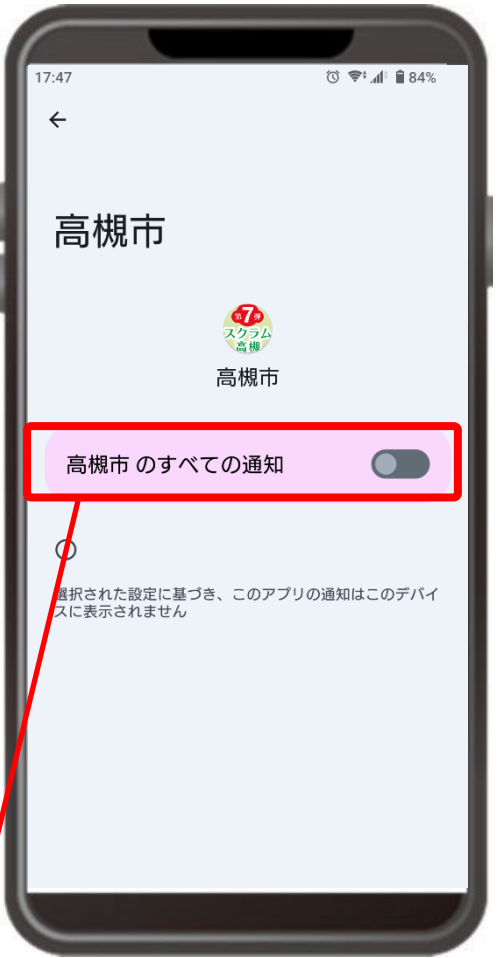 17:47 84%
高槻市
第7弾
スクラム
高槻
高槻市
高槻市 のすべての通知
選択された設定に基づき、このアプリの通知はこのデバイ
スに表示されません